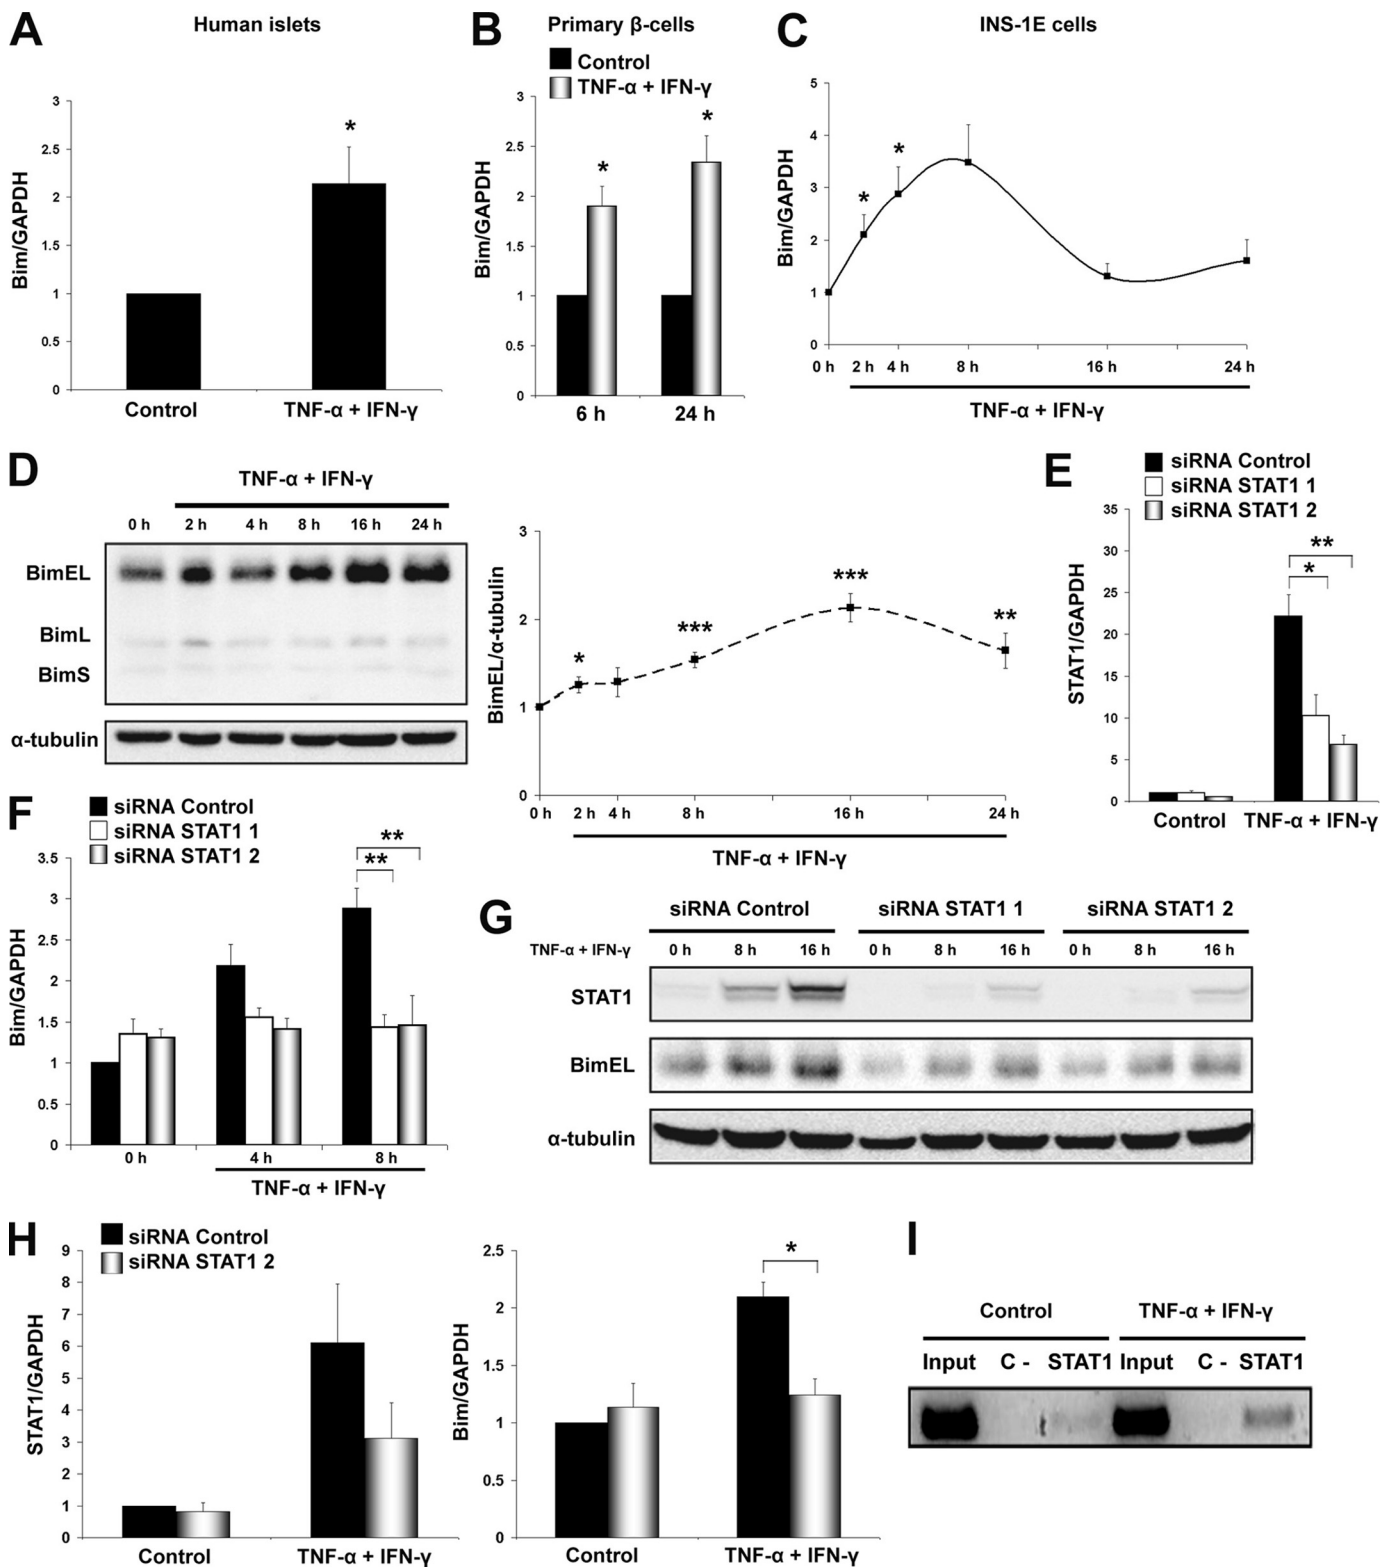 A
Human islets
Bim/GAPDH
3
2.5
2
1.5
1
0.5
0
*
Control
TNF-α + IFN-γ
B
Primary β-cells
Control
TNF-α + IFN-γ
Bim/GAPDH
3
2.5
2
1.5
1
0.5
0
*
*
6 h
24 h
C
INS-1E cells
Bim/GAPDH
5
4
3
2
1
0
*
*
0 h 2 h 4 h 8 h 16 h 24 h
TNF-α + IFN-γ
D
TNF-α + IFN-γ
0 h 2 h 4 h 8 h 16 h 24 h
BimEL
BimL
BimS
α-tubulin
BimEL/α-tubulin
3
2
1
0
*
***
***
**
0 h 2 h 4 h 8 h 16 h 24 h
TNF-α + IFN-γ
E
siRNA Control
siRNA STAT1 1
siRNA STAT1 2
STAT1/GAPDH
35
30
25
20
15
10
5
0
**
*
Control
TNF-α + IFN-γ
F
siRNA Control
siRNA STAT1 1
siRNA STAT1 2
Bim/GAPDH
3.5
3
2.5
2
1.5
1
0.5
0
**
**
0 h 4 h 8 h
TNF-α + IFN-γ
G
siRNA Control siRNA STAT1 1 siRNA STAT1 2
TNF-α + IFN-γ 0 h 8 h 16 h 0 h 8 h 16 h 0 h 8 h 16 h
STAT1
BimEL
α-tubulin
H
siRNA Control
siRNA STAT1 2
STAT1/GAPDH
9
8
7
6
5
4
3
2
1
0
Control
TNF-α + IFN-γ
Bim/GAPDH
2.5
2
1.5
1
0.5
0
*
Control
TNF-α + IFN-γ
I
Control TNF-α + IFN-γ
Input C - STAT1 Input C - STAT1